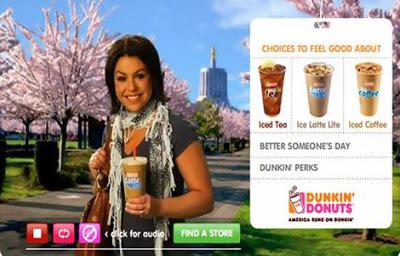 CHOICES TO FEEL GOOD ABOUT
Iced Tea
Ice Latte Lite
Iced Coffee
BETTER SOMEONE'S DAY
DUNKIN' PERKS
DUNKIN'
DONUTS
AMERICA RUNS ON DUNKIN'
‹ click for audio
FIND A STORE